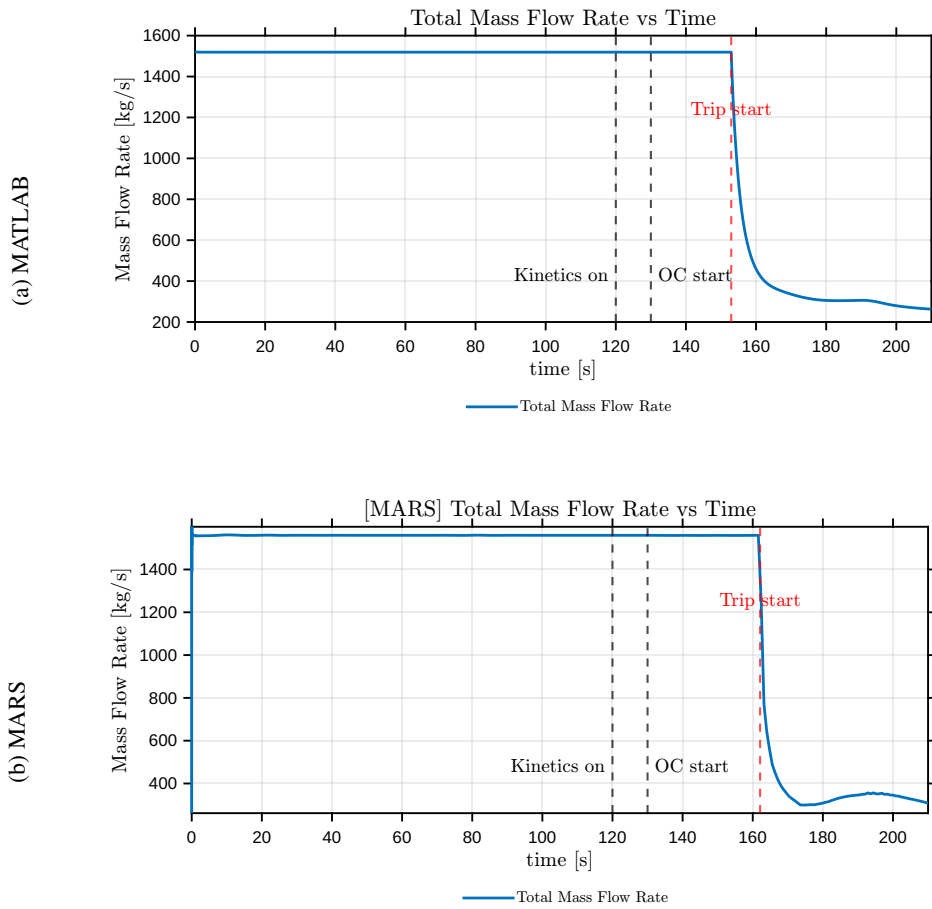 (a) MATLAB
Total Mass Flow Rate vs Time
Mass Flow Rate [kg/s]
1600
1400
1200
1000
800
600
400
200
Trip start
Kinetics on
OC start
0 20 40 60 80 100 120 140 160 180 200
time [s]
Total Mass Flow Rate
(b) MARS
[MARS] Total Mass Flow Rate vs Time
Mass Flow Rate [kg/s]
1400
1200
1000
800
600
400
Trip start
Kinetics on
OC start
0 20 40 60 80 100 120 140 160 180 200
time [s]
Total Mass Flow Rate